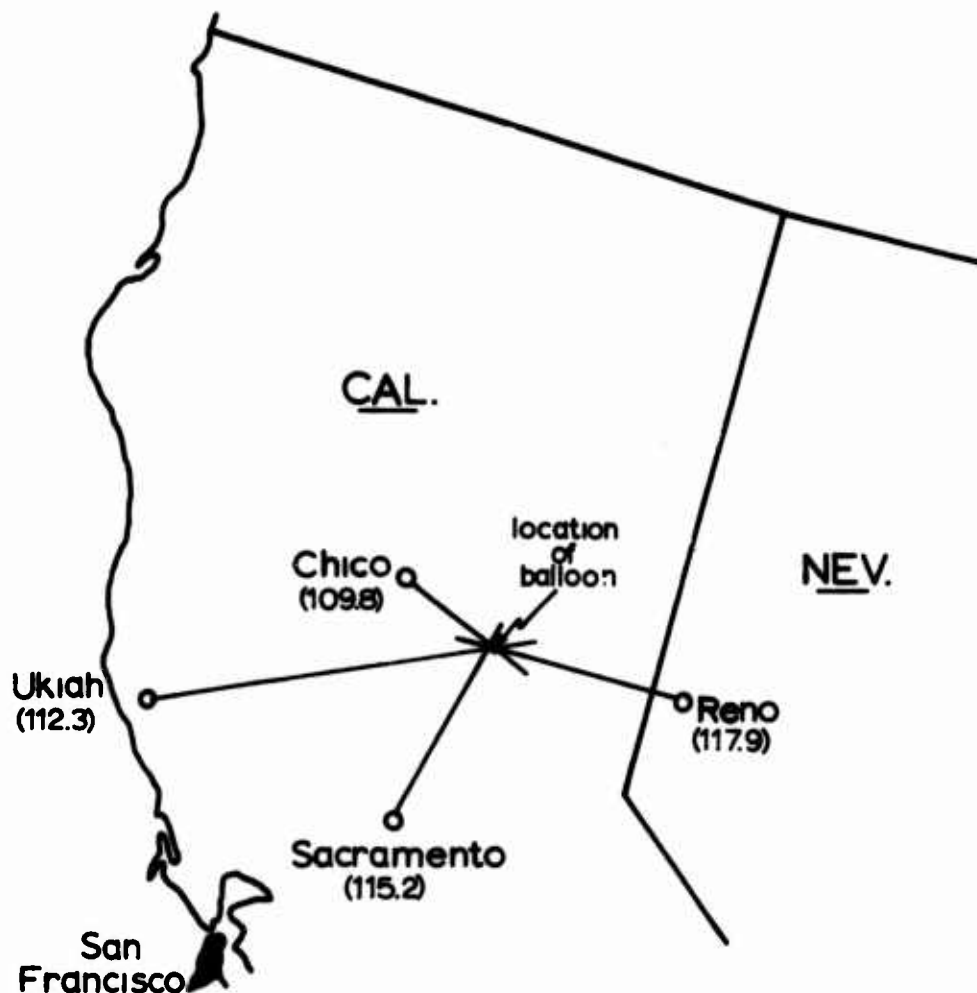 CAL.
location
of
balloon
NEV.
Chico
(109.8)
Ukiah
(112.3)
Reno
(117.9)
Sacramento
(115.2)
San
Francisco